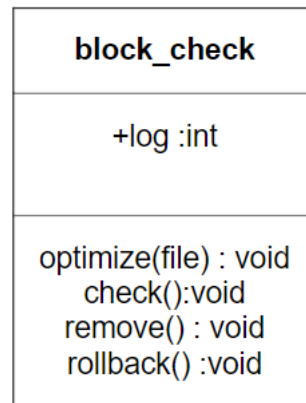 block_check
+log :int
optimize(file) : void
check():void
remove() : void
rollback() :void